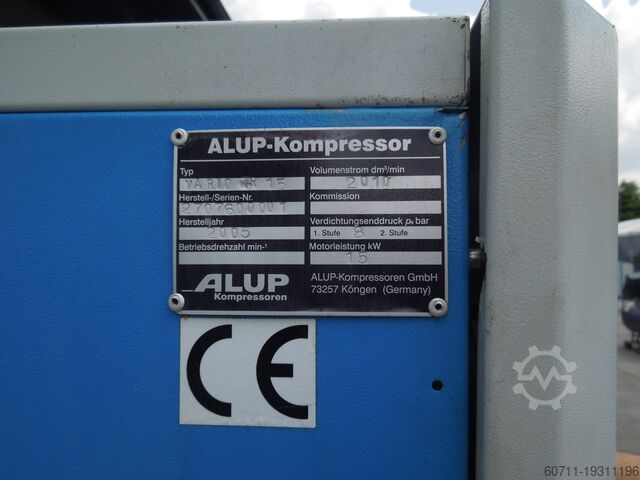 ALUP-Kompressor
Typ Volumenstrom dm³/min
VARIO 15 2010
Herstell-/Serien-Nr. Kommission
2707600001
Herstelljahr Verdichtungsenddruck pₑ bar
2005 1. Stufe 8 2. Stufe
Betriebsdrehzahl min-¹ Motorleistung kW
15
ALUP
Kompressoren
ALUP-Kompressoren GmbH
73257 Köngen (Germany)
CE
60711-19311196